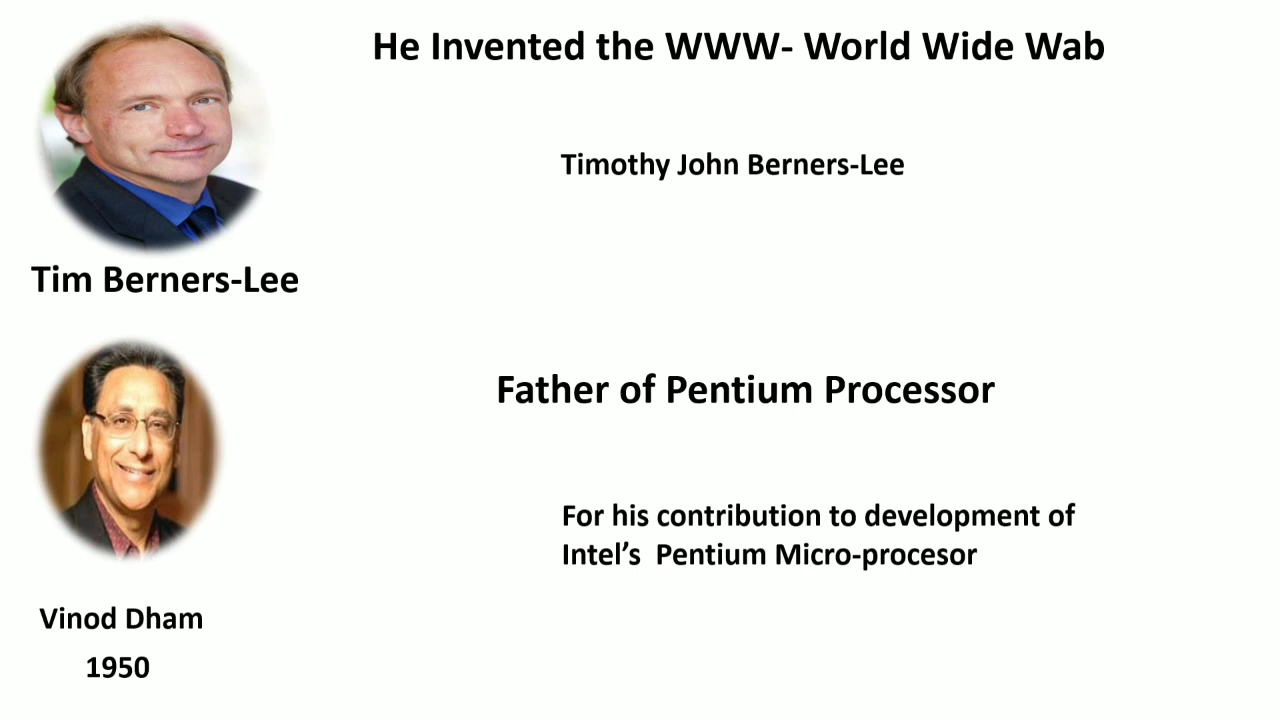 He Invented the WWW- World Wide Wab
Timothy John Berners-Lee
Tim Berners-Lee
Father of Pentium Processor
For his contribution to development of
Intel’s  Pentium Micro-procesor
Vinod Dham
1950